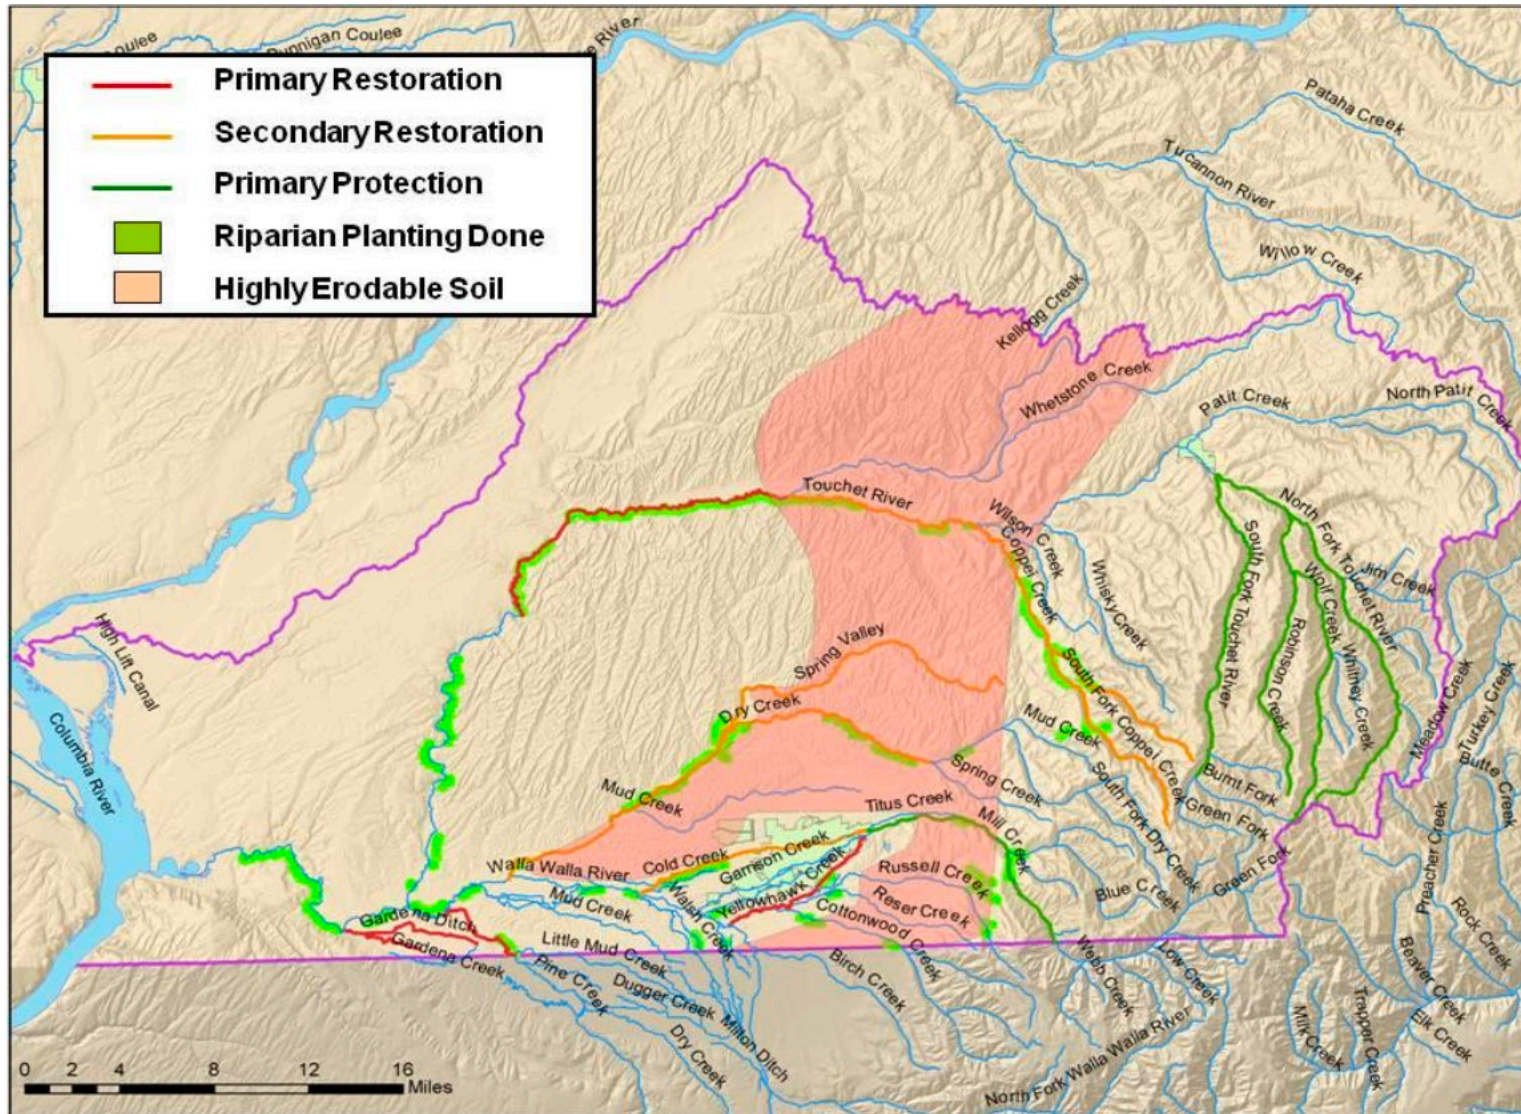 Coulee
Punnigan Coulee
River
Primary Restoration
Secondary Restoration
Primary Protection
Riparian Planting Done
Highly Erodable Soil
Pataha Creek
Tucannon River
Willow Creek
Kellogg Creek
Whetstone Creek
Patit Creek
North Patit Creek
Touchet River
Wilson Creek
Coppei Creek
Whisky Creek
North Fork Touchet River
South Fork Touchet River
Wolf Creek
Jim Creek
Robinson Creek
Whitney Creek
High Lift Canal
Columbia River
Spring Valley
Dry Creek
South Fork Coppei Creek
Mud Creek
Meadow Creek
Turkey Creek
Butte Creek
Burnt Fork
Green Fork
Spring Creek
South Fork Dry Creek
Mud Creek
Titus Creek
Mill Creek
Walla Walla River
Cold Creek
Garrison Creek
Yellowhawk Creek
Russell Creek
Reser Creek
Blue Creek
Green Fork
Preacher Creek
Rock Creek
Mud Creek
Walsh Creek
Cottonwood Creek
Gardena Ditch
Gardena Creek
Little Mud Creek
Pine Creek
Dugger Creek
Birch Creek
Webb Creek
Low Creek
Beaver Creek
Milton Ditch
Dry Creek
North Fork Walla Walla River
Milk Creek
Trapper Creek
Elk Creek
0 2 4 8 12 16
Miles